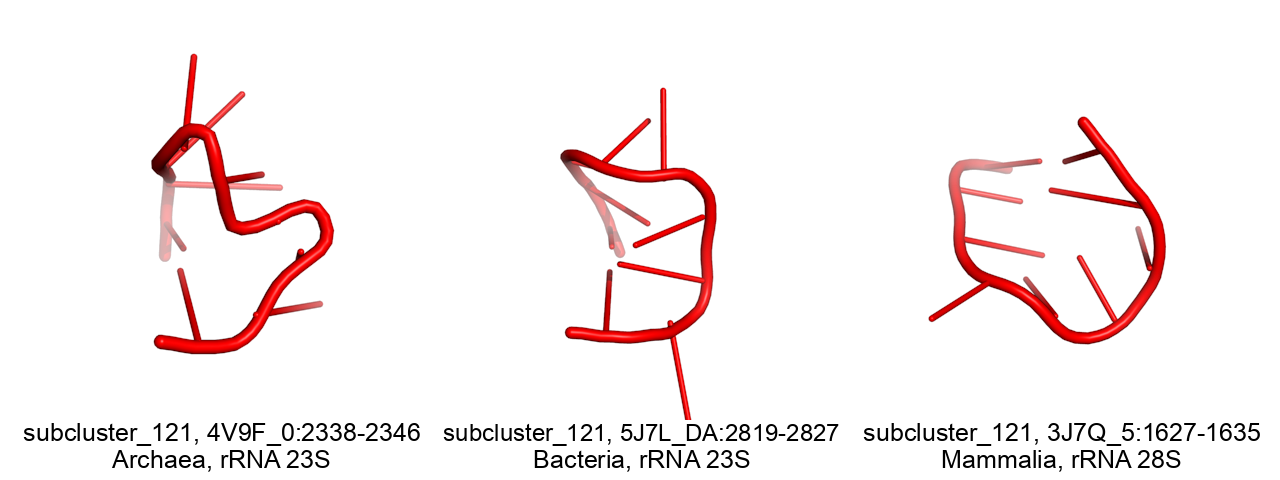 subcluster_121, 4V9F_0:2338-2346
Archaea, rRNA 23S
subcluster_121, 5J7L_DA:2819-2827
Bacteria, rRNA 23S
subcluster_121, 3J7Q_5:1627-1635
Mammalia, rRNA 28S